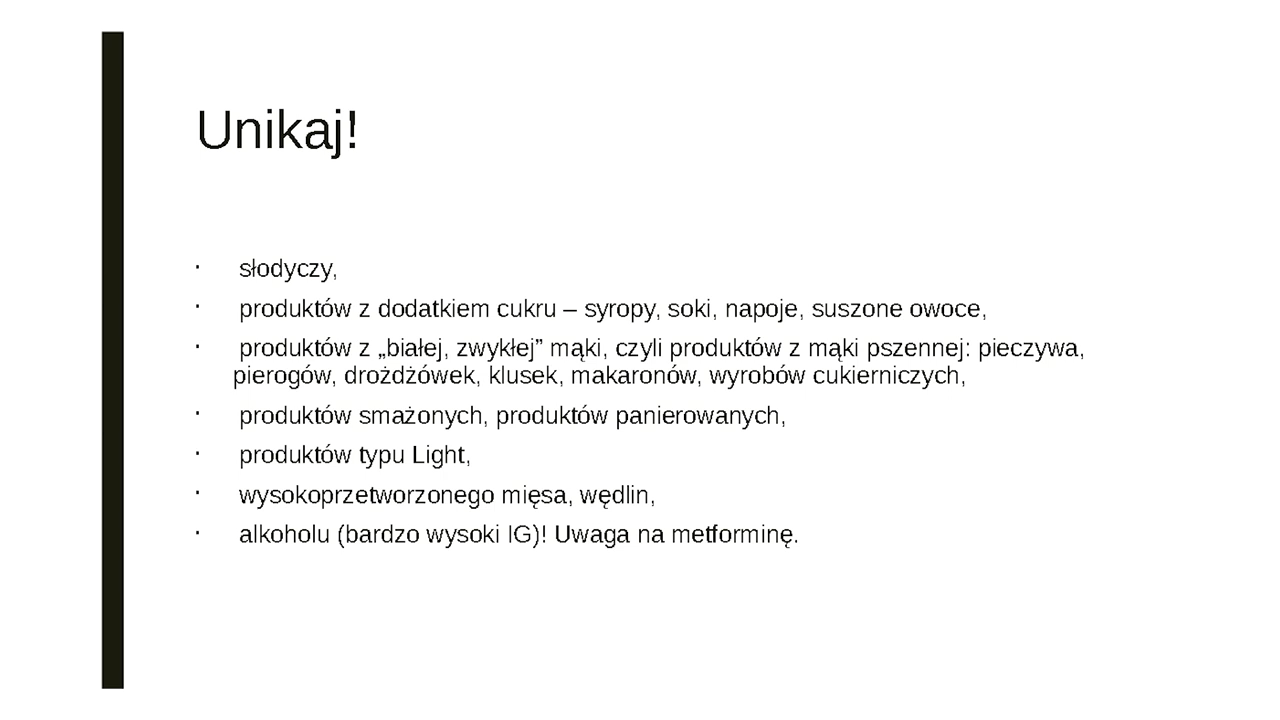 Unikaj!
· słodyczy,
· produktów z dodatkiem cukru – syropy, soki, napoje, suszone owoce,
· produktów z „białej, zwykłej” mąki, czyli produktów z mąki pszennej: pieczywa,
pierogów, drożdżówek, klusek, makaronów, wyrobów cukierniczych,
· produktów smażonych, produktów panierowanych,
· produktów typu Light,
· wysokoprzetworzonego mięsa, wędlin,
· alkoholu (bardzo wysoki IG)! Uwaga na metforminę.